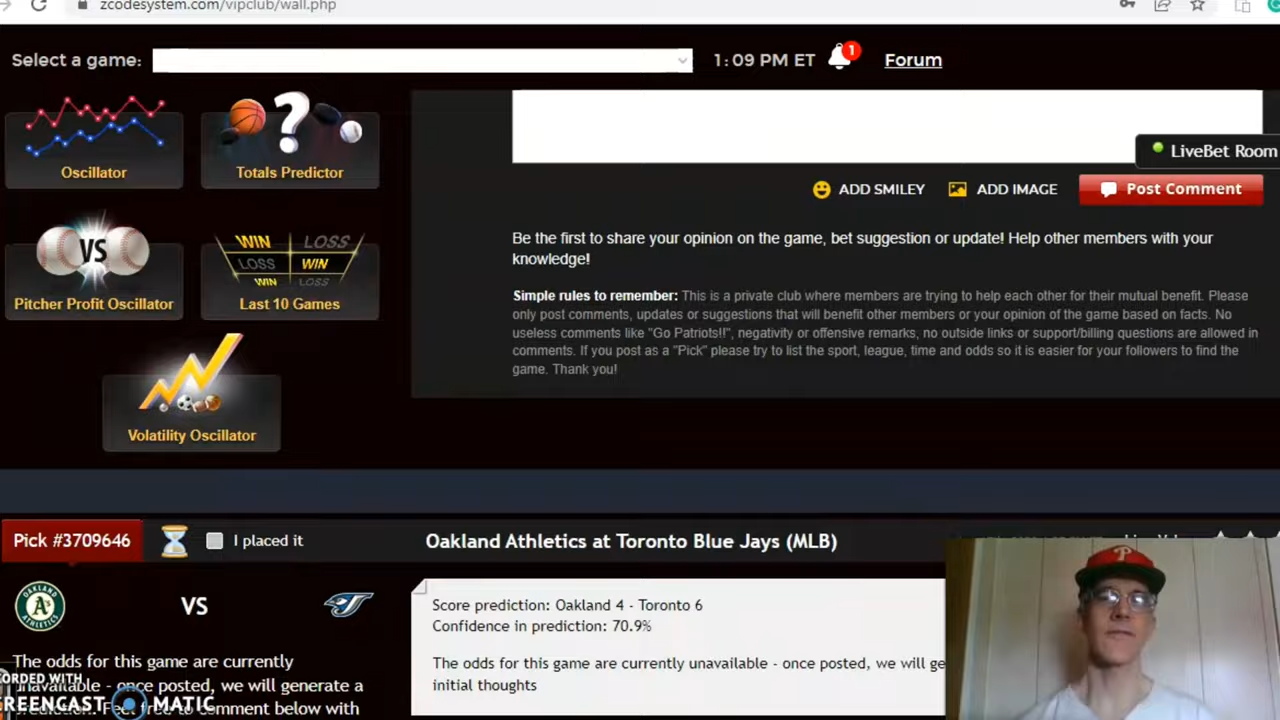 zcodesystem.com/vipclub/wall.php
Select a game:
1:09 PM ET
1
Forum
Oscillator
Totals Predictor
LiveBet Room
ADD SMILEY
ADD IMAGE
Post Comment
VS
Pitcher Profit Oscillator
WIN LOSS
LOSS WIN
WIN LOSS
Last 10 Games
Be the first to share your opinion on the game, bet suggestion or update! Help other members with your
knowledge!
Simple rules to remember: This is a private club where members are trying to help each other for their mutual benefit. Please
only post comments, updates or suggestions that will benefit other members or your opinion of the game based on facts. No
useless comments like "Go Patriots!!", negativity or offensive remarks, no outside links or support/billing questions are allowed in
comments. If you post as a "Pick" please try to list the sport, league, time and odds so it is easier for your followers to find the
game. Thank you!
Volatility Oscillator
Pick #3709646
I placed it
Oakland Athletics at Toronto Blue Jays (MLB)
VS
Score prediction: Oakland 4 - Toronto 6
Confidence in prediction: 70.9%
The odds for this game are currently unavailable - once posted, we will ge
initial thoughts
The odds for this game are currently
unavailable - once posted, we will generate a
Feel free to comment below with